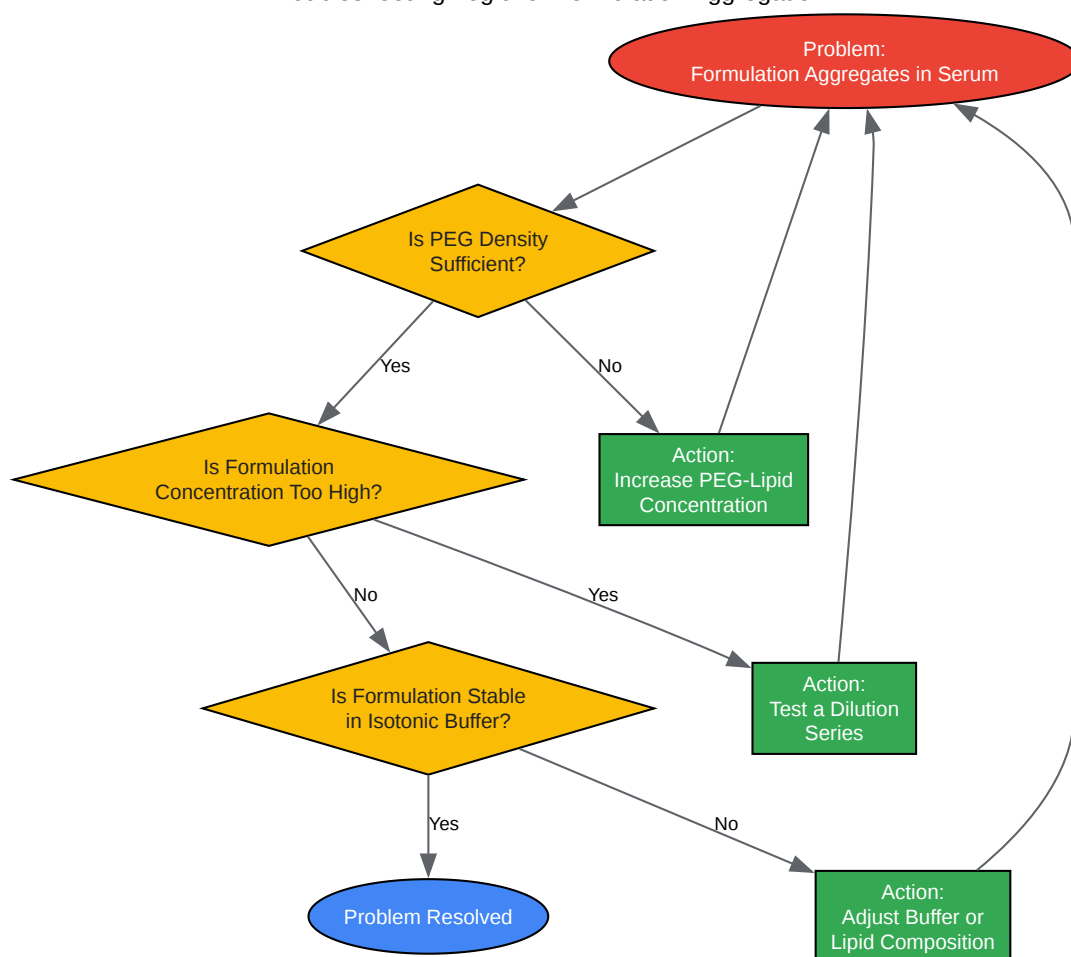 Problem:
Formulation Aggregates in Serum
Is PEG Density
Sufficient?
Yes
No
Is Formulation
Concentration Too High?
Action:
Increase PEG-Lipid
Concentration
No
Yes
Is Formulation Stable
in Isotonic Buffer?
Action:
Test a Dilution
Series
Yes
No
Problem Resolved
Action:
Adjust Buffer or
Lipid Composition